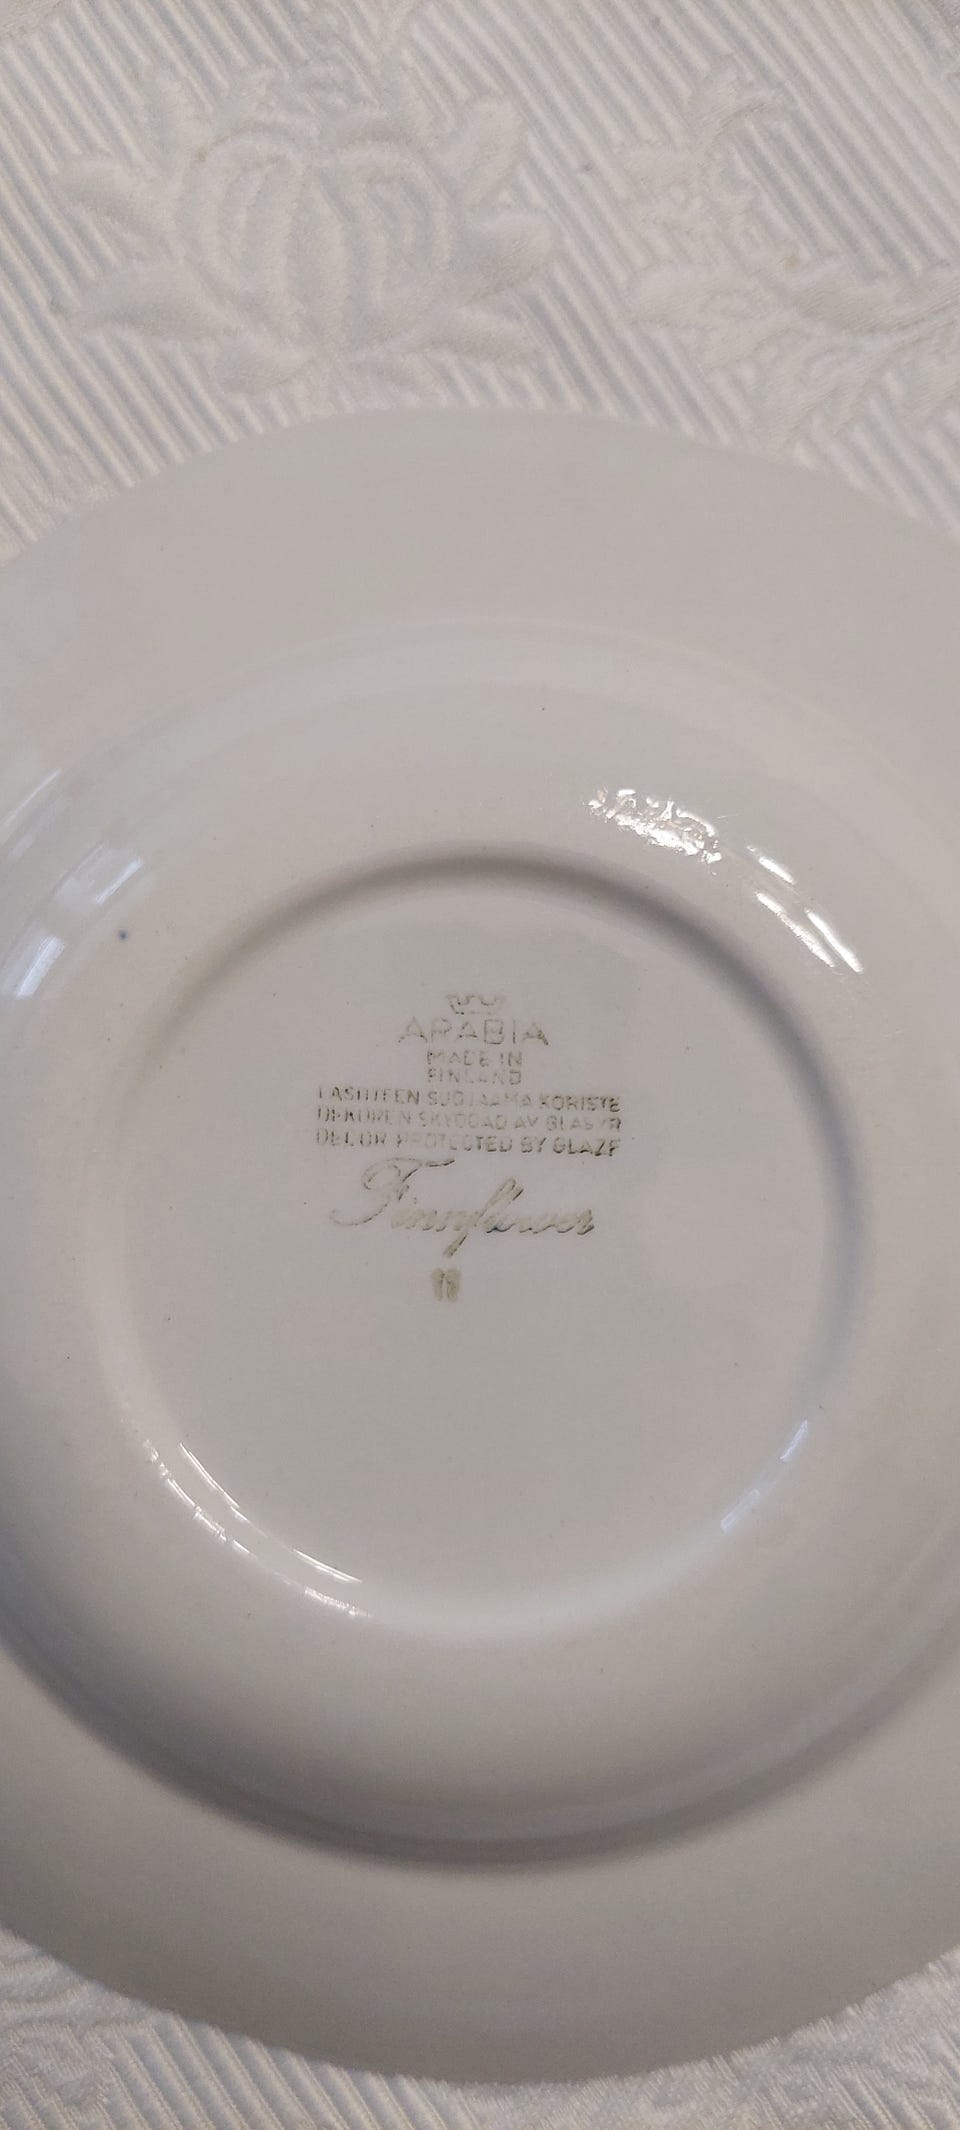 ARABIA
MADE IN
FINLAND
LASITTEEN SUOJAAMA KORISTE
DEKOREN SKYDDAD AV GLASYR
DECOR PROTECTED BY GLAZE
Finnflower